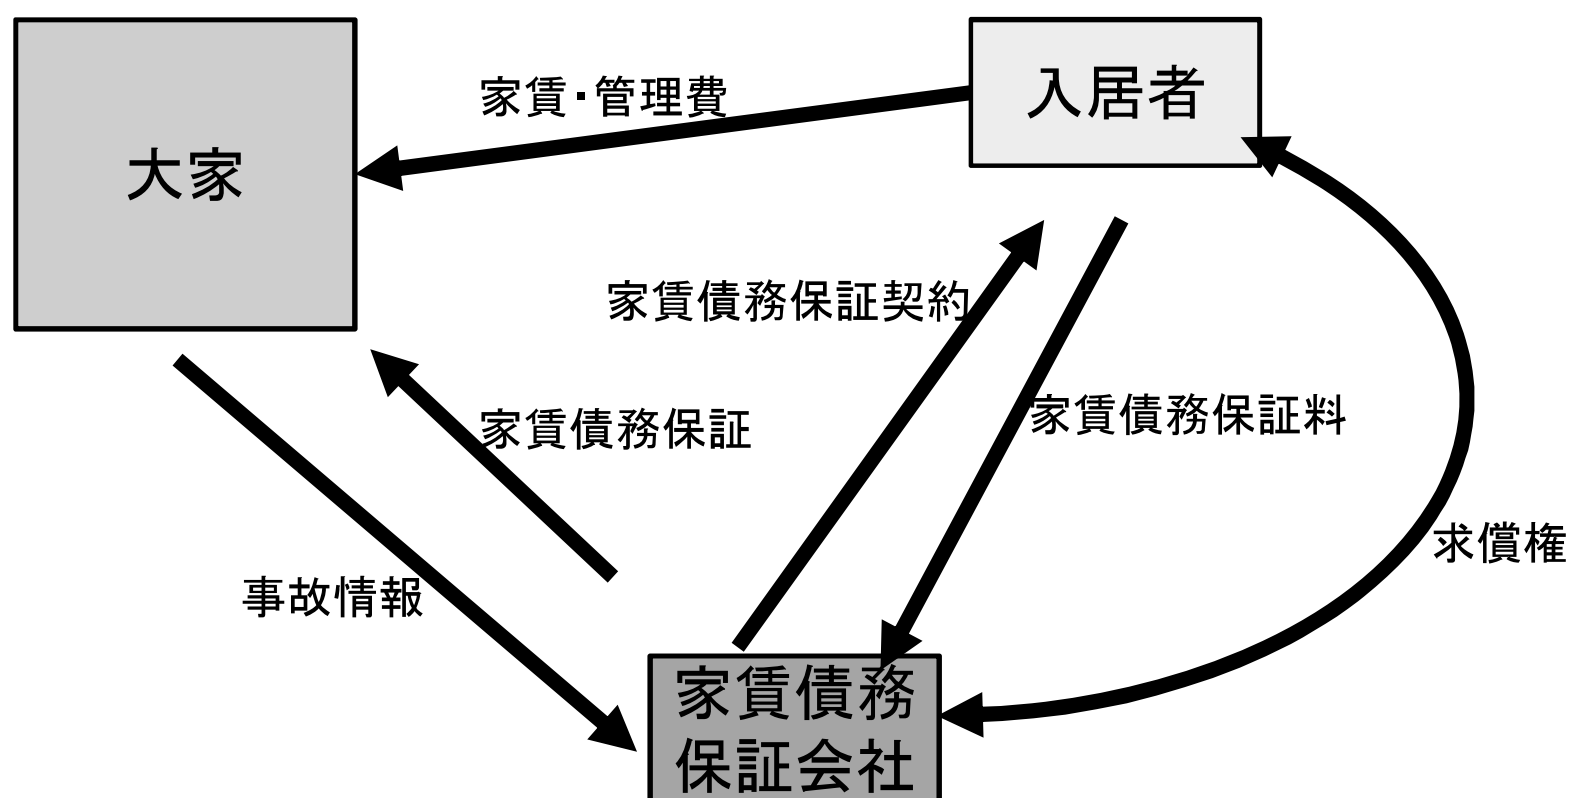 大家
入居者
家賃・管理費
家賃債務保証契約
家賃債務保証料
家賃債務保証
求償権
事故情報
家賃債務
保証会社